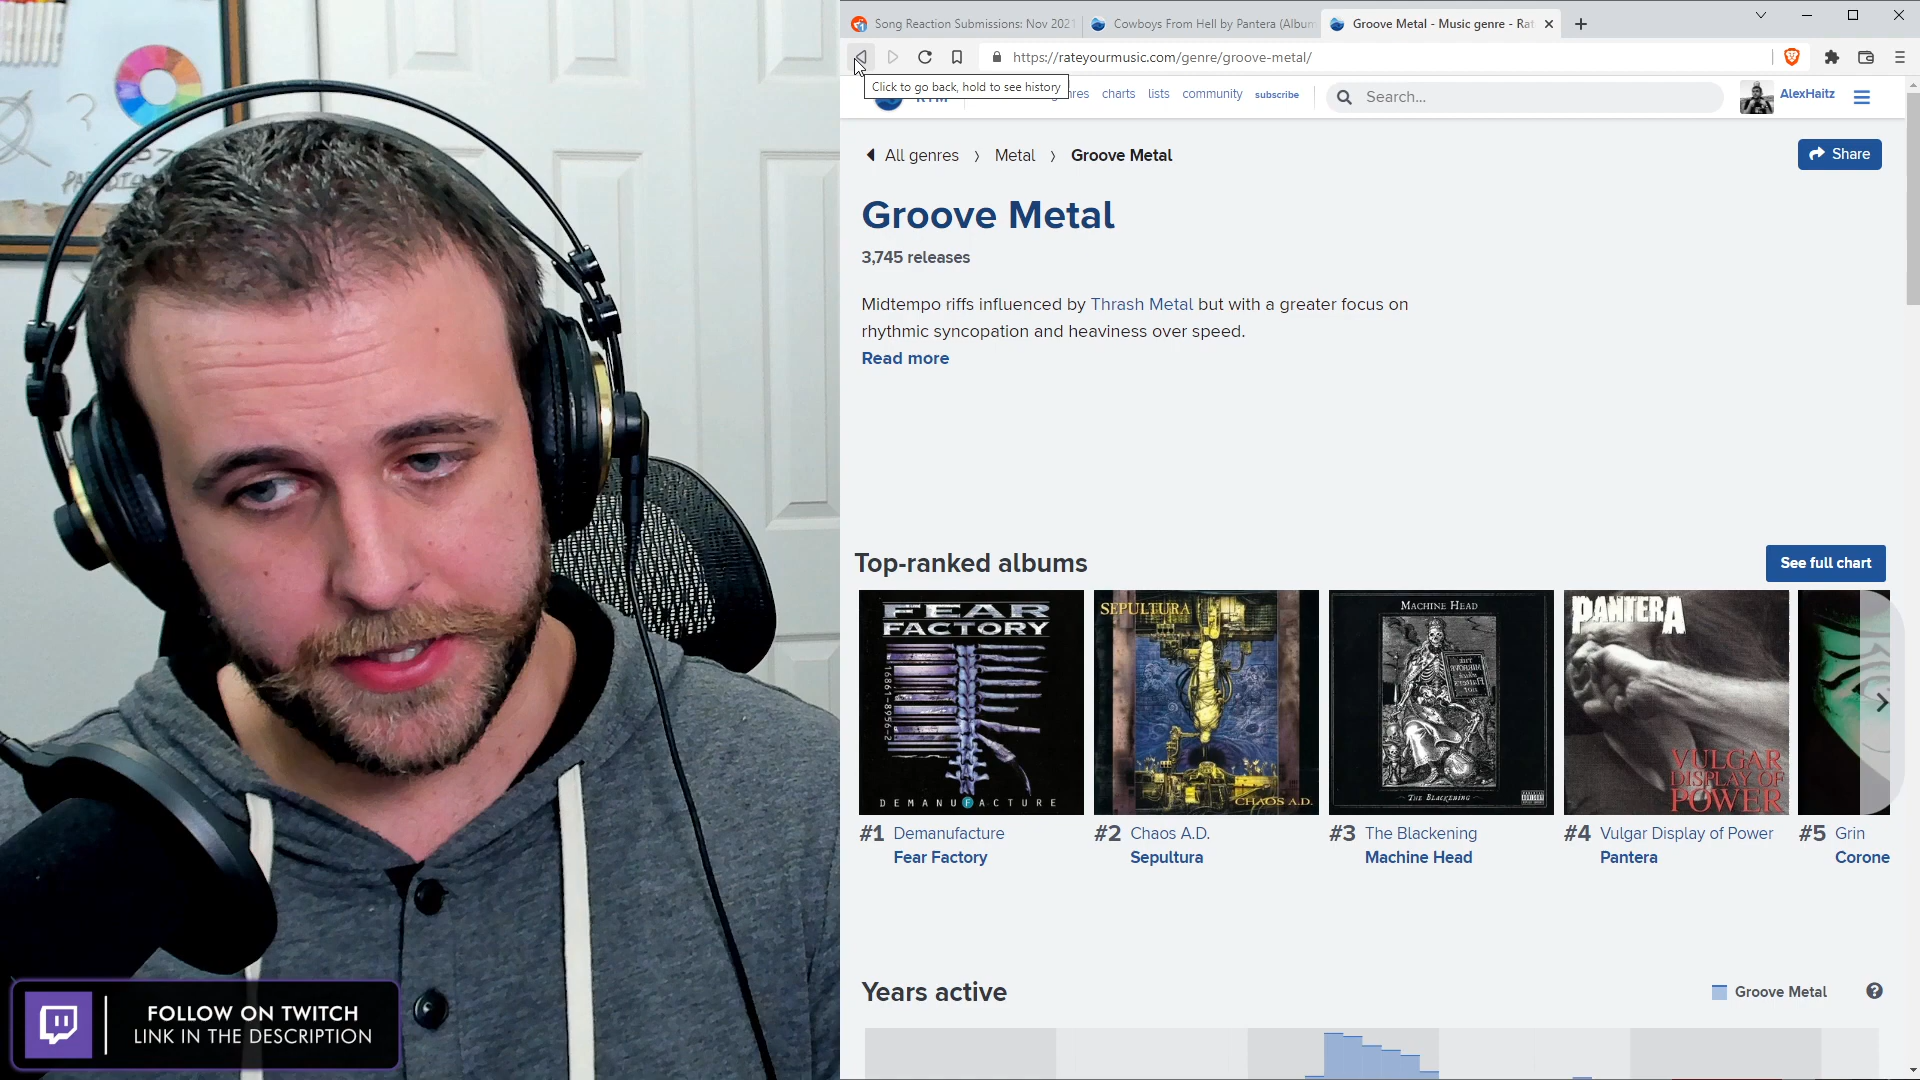 Song Reaction Submissions: Nov 2021
Cowboys From Hell by Pantera (Album
Groove Metal - Music genre - Rat
https://rateyourmusic.com/genre/groove-metal/
Click to go back, hold to see history
charts lists community subscribe
Search...
AlexHaitz
All genres Metal Groove Metal
Share
Groove Metal
3,745 releases
Midtempo riffs influenced by Thrash Metal but with a greater focus on
rhythmic syncopation and heaviness over speed.
Read more
Top-ranked albums
See full chart
FEAR
FACTORY
16861-8956-2
DEMANUFACTURE
SEPULTURA
CHAOS A.D.
MACHINE HEAD
THE BLACKENING
PANTERA
VULGAR
DISPLAY OF
POWER
#1 Demanufacture
Fear Factory
#2 Chaos A.D.
Sepultura
#3 The Blackening
Machine Head
#4 Vulgar Display of Power
Pantera
#5 Grin
Corone
Years active
Groove Metal
FOLLOW ON TWITCH
LINK IN THE DESCRIPTION